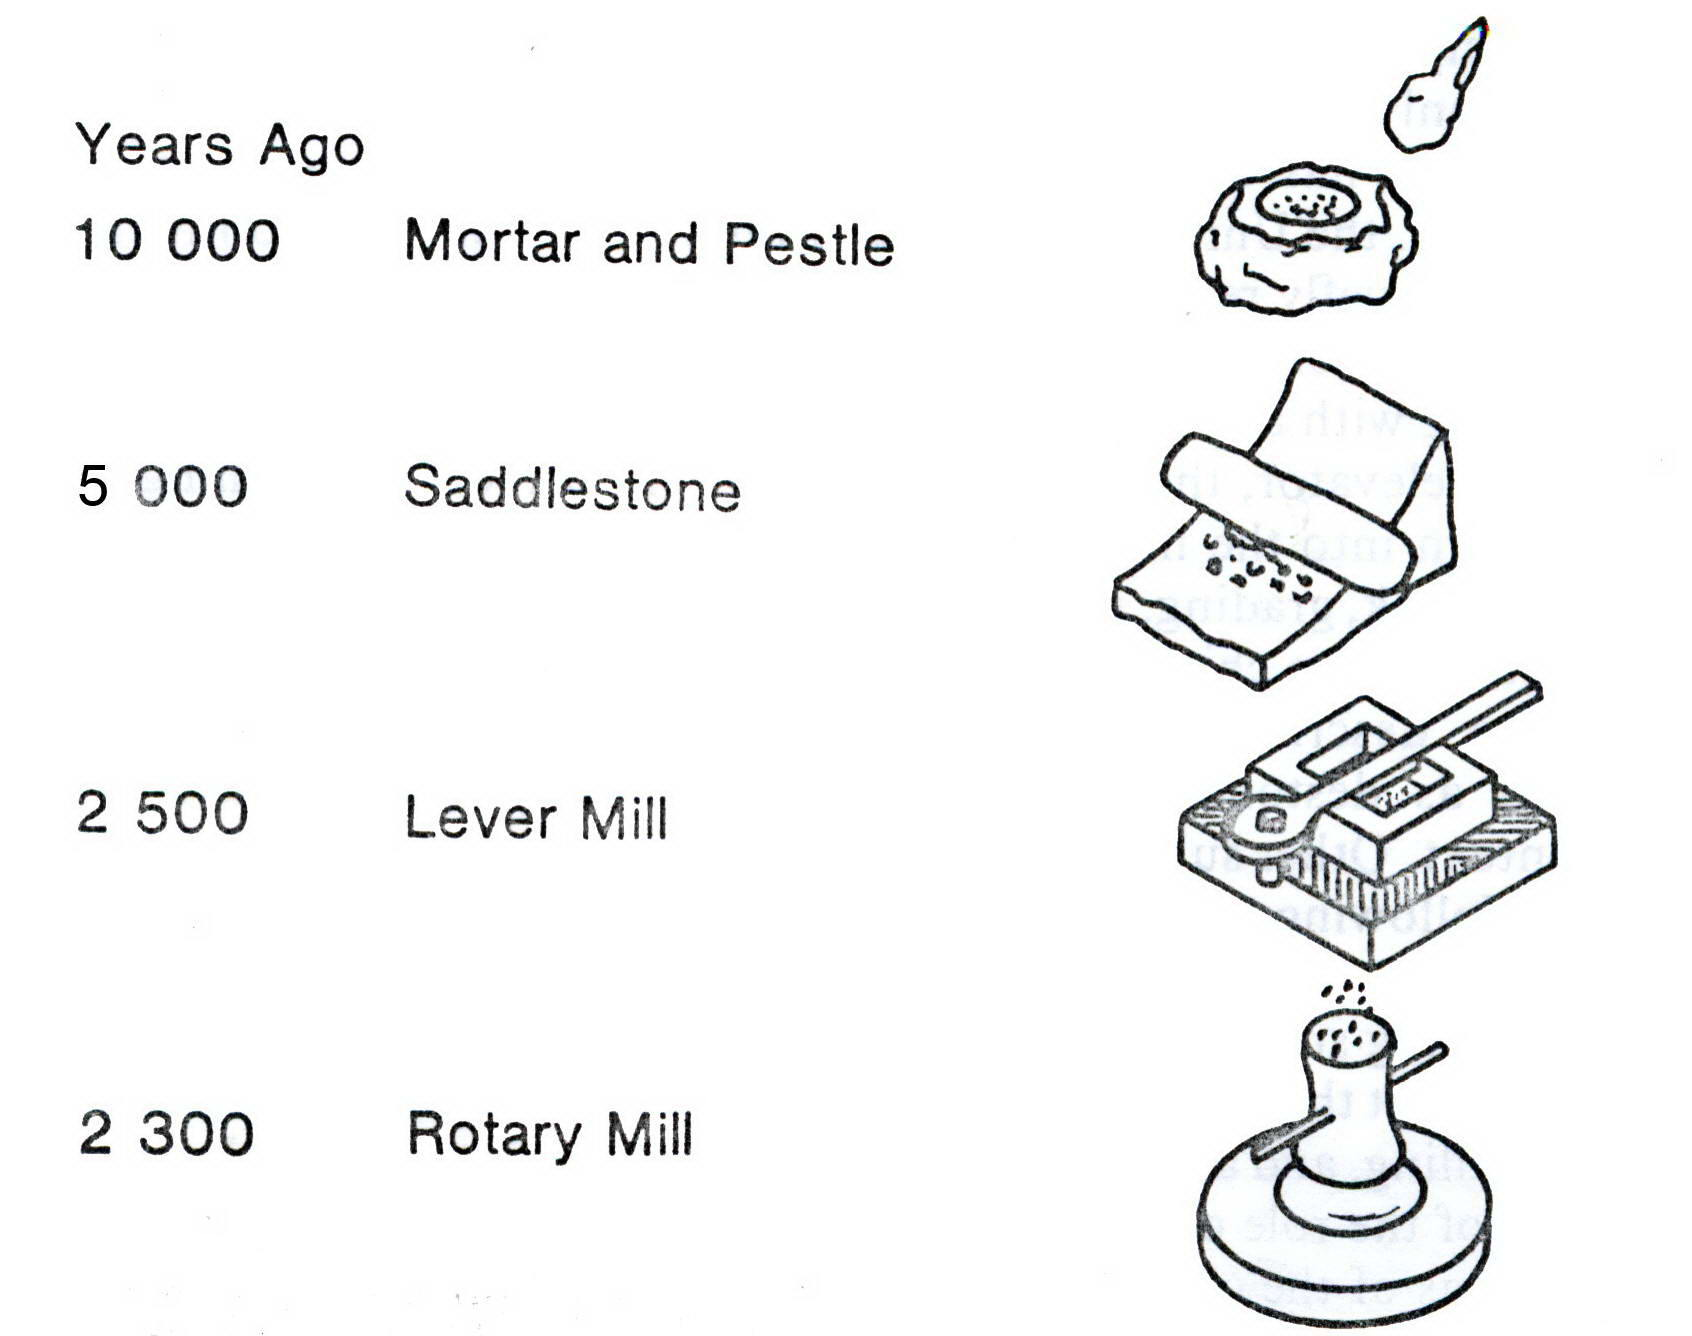 Years Ago
10 000 Mortar and Pestle
5 000 Saddlestone
2 500 Lever Mill
2 300 Rotary Mill